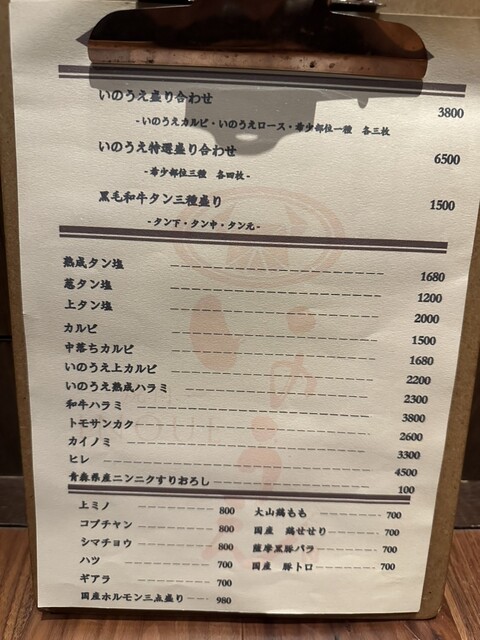 いのうえ盛り合わせ 3800
-いのうえカルビ・いのうえロース・希少部位一種 各三枚
いのうえ特選盛り合わせ 6500
-希少部位三種 各四枚-
黒毛和牛タン三種盛り 1500
-タン下・タン中・タン元-
熟成タン塩 1680
葱タン塩 1200
上タン塩 2000
カルビ 1500
中落ちカルビ 1680
いのうえ上カルビ 2200
いのうえ熟成ハラミ 2300
和牛ハラミ 3800
トモサンカク 2600
カイノミ 3300
ヒレ 4500
青森県産ニンニクすりおろし 100
上ミノ 800
コプチャン 800
シマチョウ 800
ハツ 700
ギアラ 700
国産ホルモン三点盛り 980
大山鶏もも 700
国産 鶏せせり 700
薩摩黒豚バラ 700
国産 豚トロ 700
いのうえ